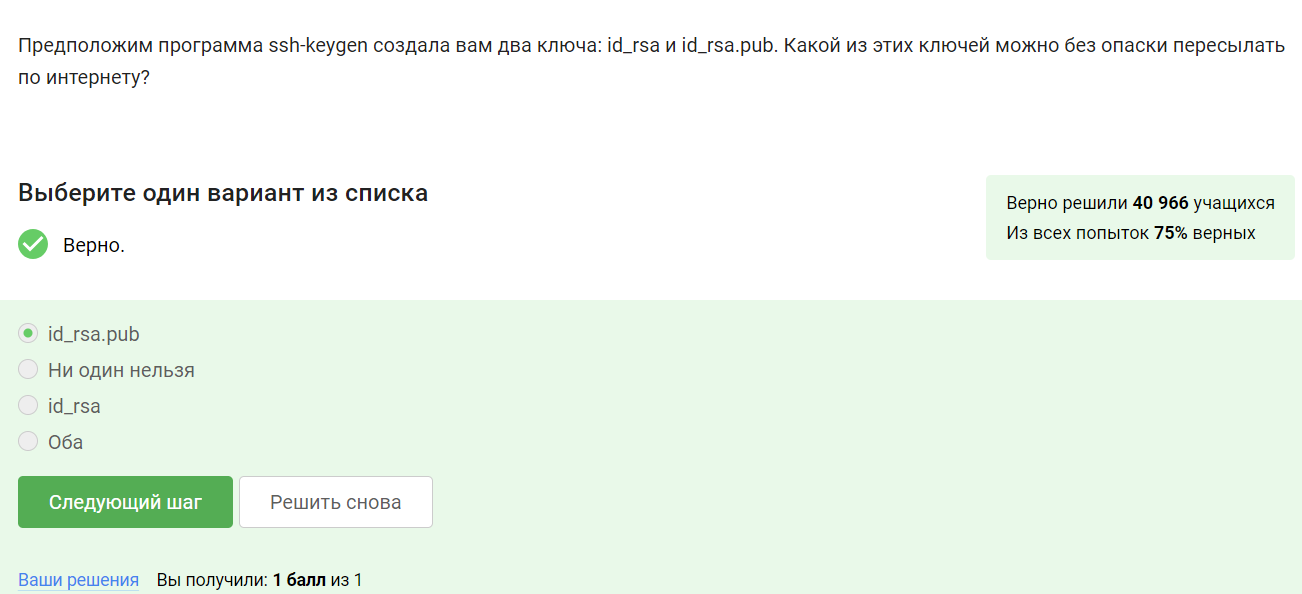 Предположим программа ssh-keygen создала вам два ключа: id_rsa и id_rsa.pub. Какой из этих ключей можно без опаски пересылать
по интернету?
Выберите один вариант из списка
Верно.
Верно решили 40 966 учащихся
Из всех попыток 75% верных
id_rsa.pub
Ни один нельзя
id_rsa
Оба
Следующий шаг
Решить снова
Ваши решения Вы получили: 1 балл из 1